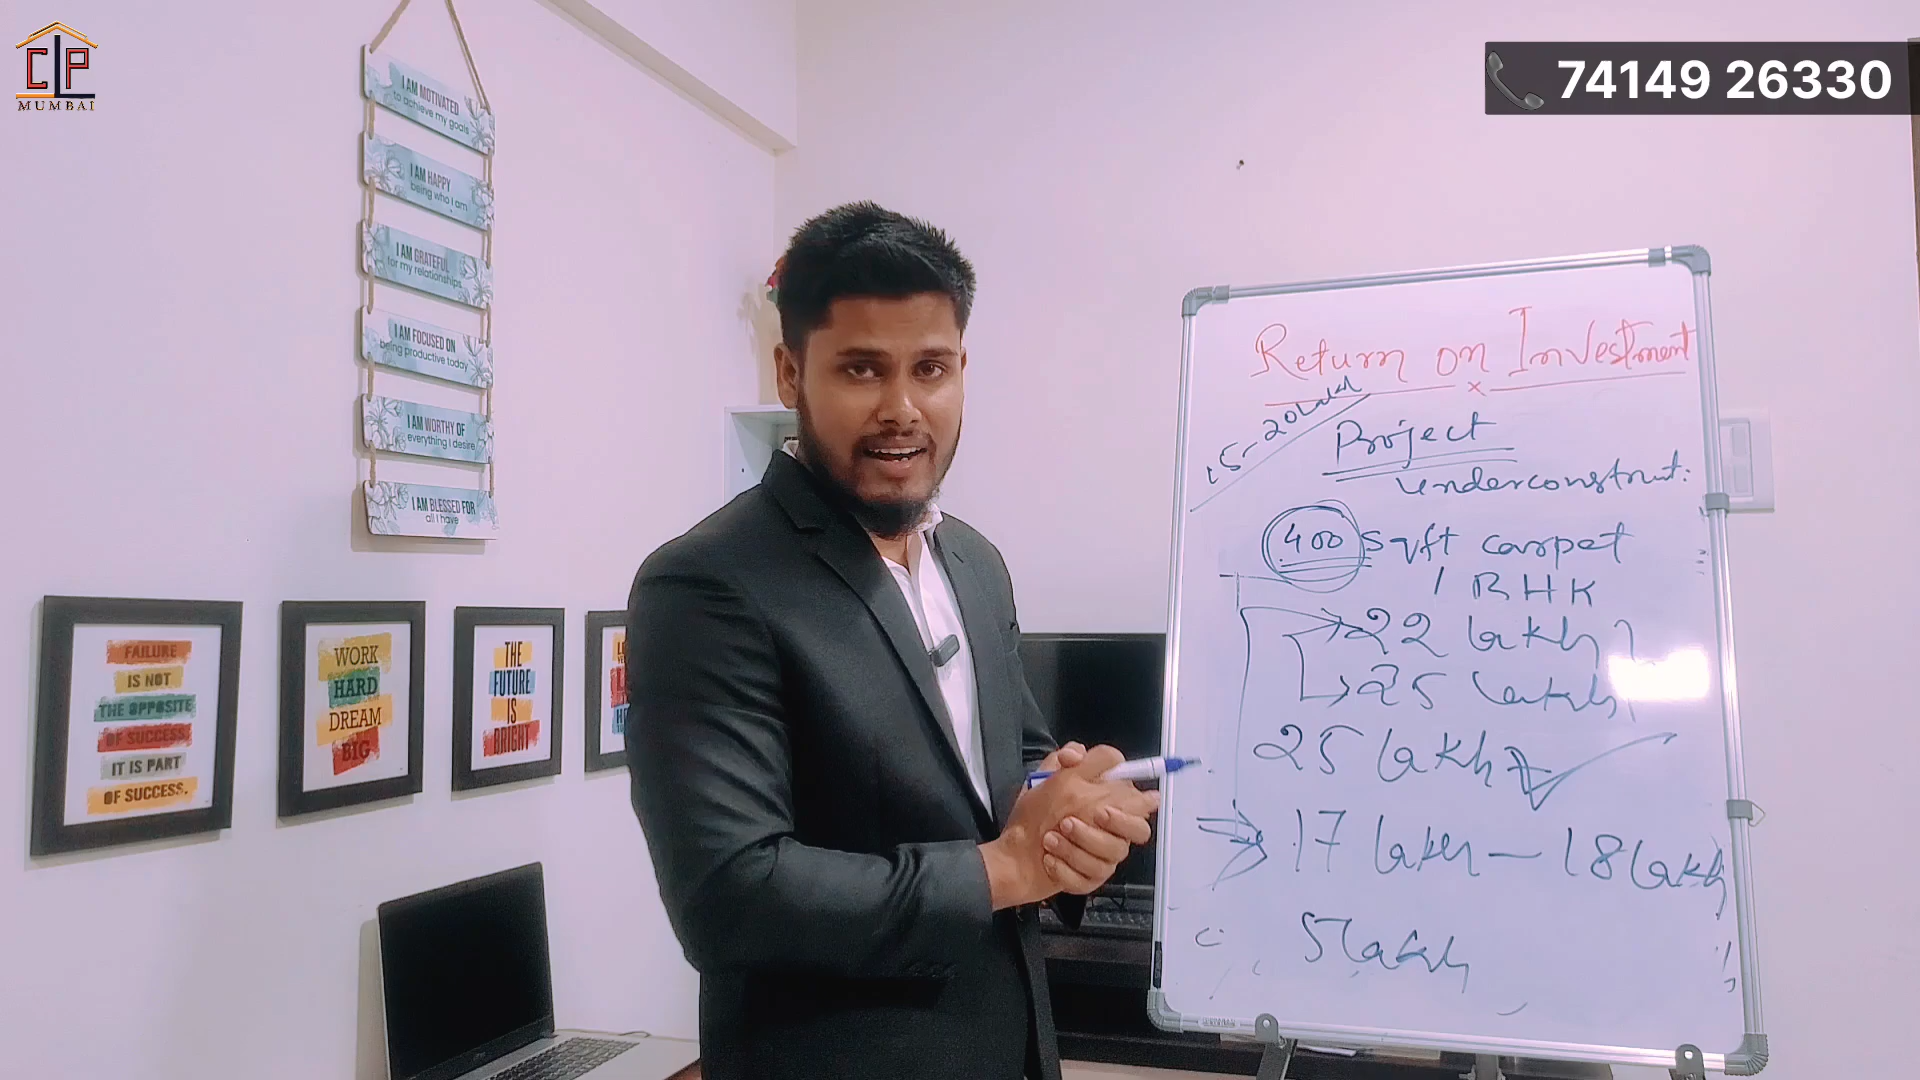 CLP
MUMBAI
74149 26330
I AM MOTIVATED
to achieve my goals
I AM HAPPY
being who I am
I AM GRATEFUL
for my relationships
I AM FOCUSED ON
being productive today
I AM WORTHY OF
everything I desire
I AM BLESSED FOR
all I have
FAILURE
IS NOT
THE OPPOSITE
OF SUCCESS.
IT IS PART
OF SUCCESS.
WORK
HARD
DREAM
BIG
THE
FUTURE
IS
BRIGHT
Return on Investment
15-20 Lakh
Project
underconstruct:
400 sqft carpet
1 BHK
22 lakh
25 lakh
25 lakh
17 lakh - 18 lakh
5 lakh